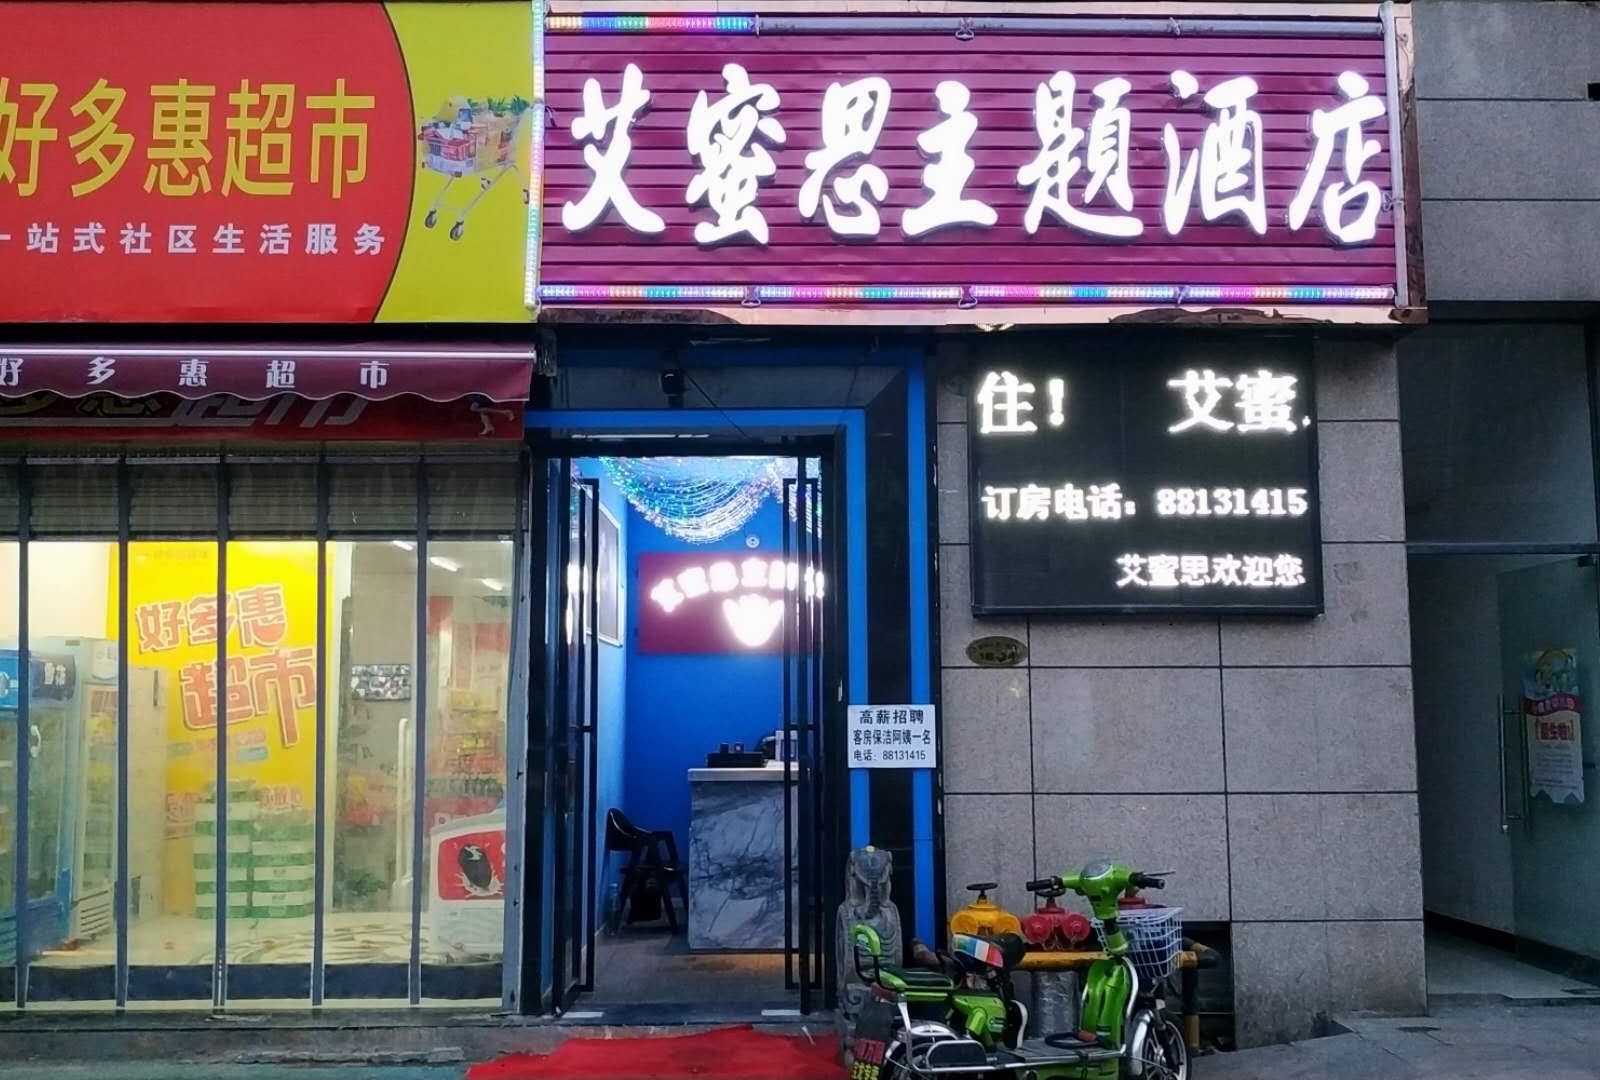 好多惠超市
一站式社区生活服务
艾蜜思主题酒店
好多惠超市
住！ 艾蜜
订房电话：88131415
艾蜜思欢迎您
好多惠
超市
高薪招聘
客房保洁阿姨一名
电话：88131415